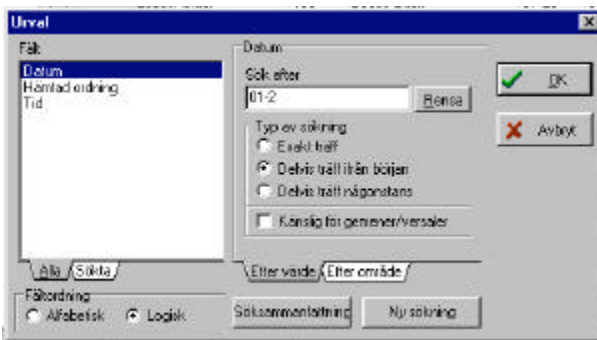 Urval
Fält
Datum
Hämtad ordning
Tid
Alla
Sökta
Fältordning
Alfabetisk
Logisk
Datum
Sök efter
01-2
Rensa
Typ av sökning
Exakt träff
Delvis träff ifrån början
Delvis träff någonstans
Känslig för gemener/versaler
Efter värde
Efter område
Söksammanfattning
Ny sökning
OK
Avbryt